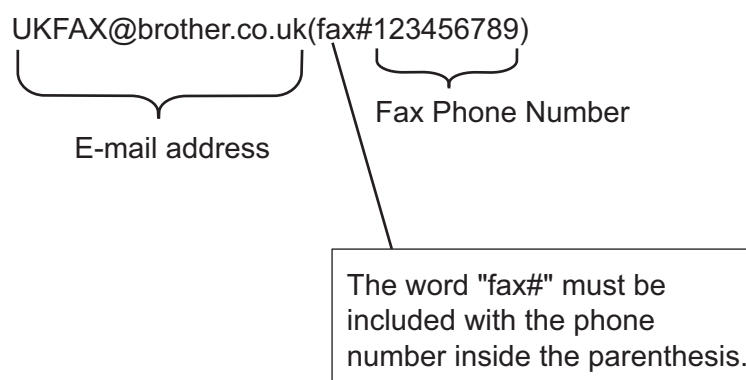 UKFAX@brother.co.uk(fax#123456789)
Fax Phone Number
E-mail address
The word "fax#" must be
included with the phone
number inside the parenthesis.